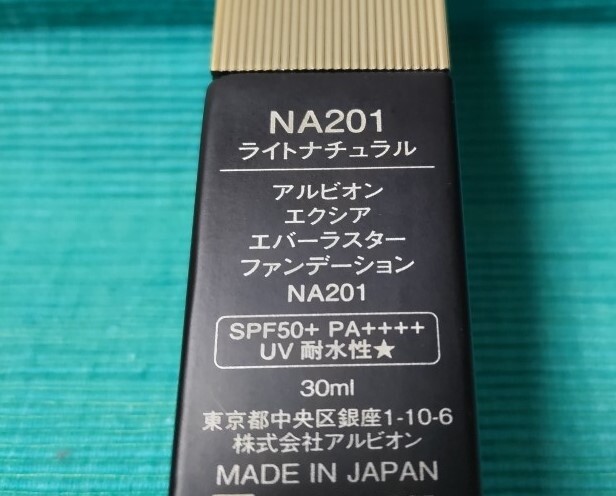 NA201
ライトナチュラル
アルビオン
エクシア
エバーラスター
ファンデーション
NA201
SPF50+ PA++++
UV 耐水性★
30ml
東京都中央区銀座1-10-6
株式会社アルビオン
MADE IN JAPAN